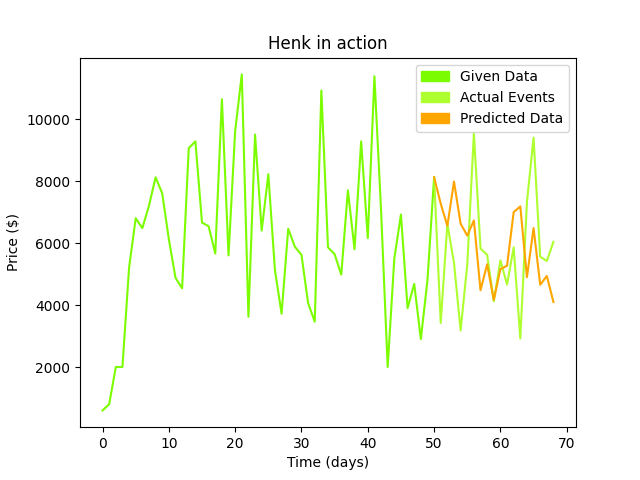 Henk in action
Given Data
Actual Events
Predicted Data
Price ($)
10000
8000
6000
4000
2000
0 10 20 30 40 50 60 70
Time (days)